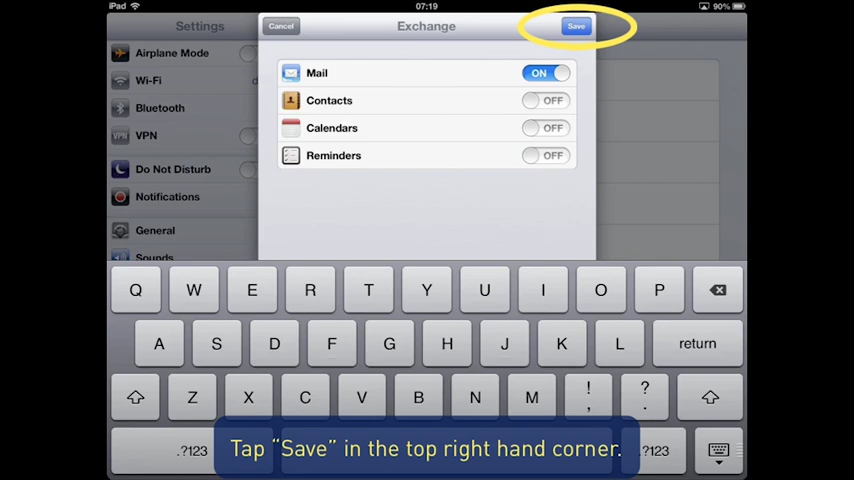 iPad
07:19
90%
Settings
Cancel
Exchange
Save
Airplane Mode
Wi-Fi
d
Bluetooth
VPN
VPN
Do Not Disturb
Notifications
General
Sounds
Mail
ON
Contacts
OFF
Calendars
OFF
Reminders
OFF
Q W E R T Y U I O P
A S D F G H J K L return
Z X C V B N M ! , ? .
.?123
.?123
Tap “Save” in the top right hand corner.